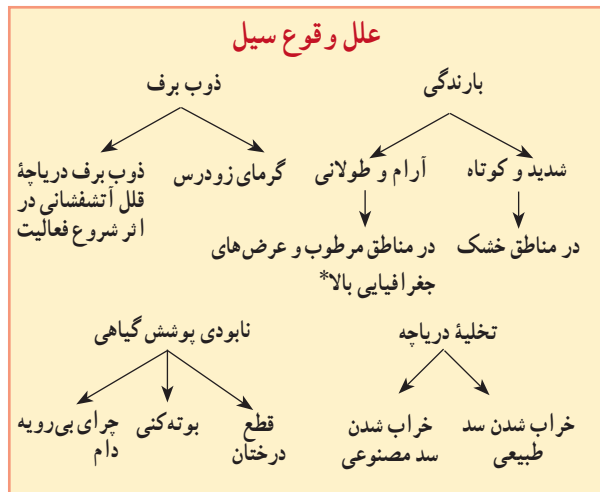 علل وقوع سیل
بارندگی
ذوب برف
شدید و کوتاه
آرام و طولانی
گرمای زودرس
ذوب برف دریاچهٔ
قلل آتشفشانی در
اثر شروع فعالیت
در مناطق خشک
در مناطق مرطوب و عرض‌های
جغرافیایی بالا*
تخلیهٔ دریاچه
نابودی پوشش گیاهی
خراب شدن سد
طبیعی
خراب شدن
سد مصنوعی
قطع
درختان
بوته‌کنی
چرای بی‌رویه
دام